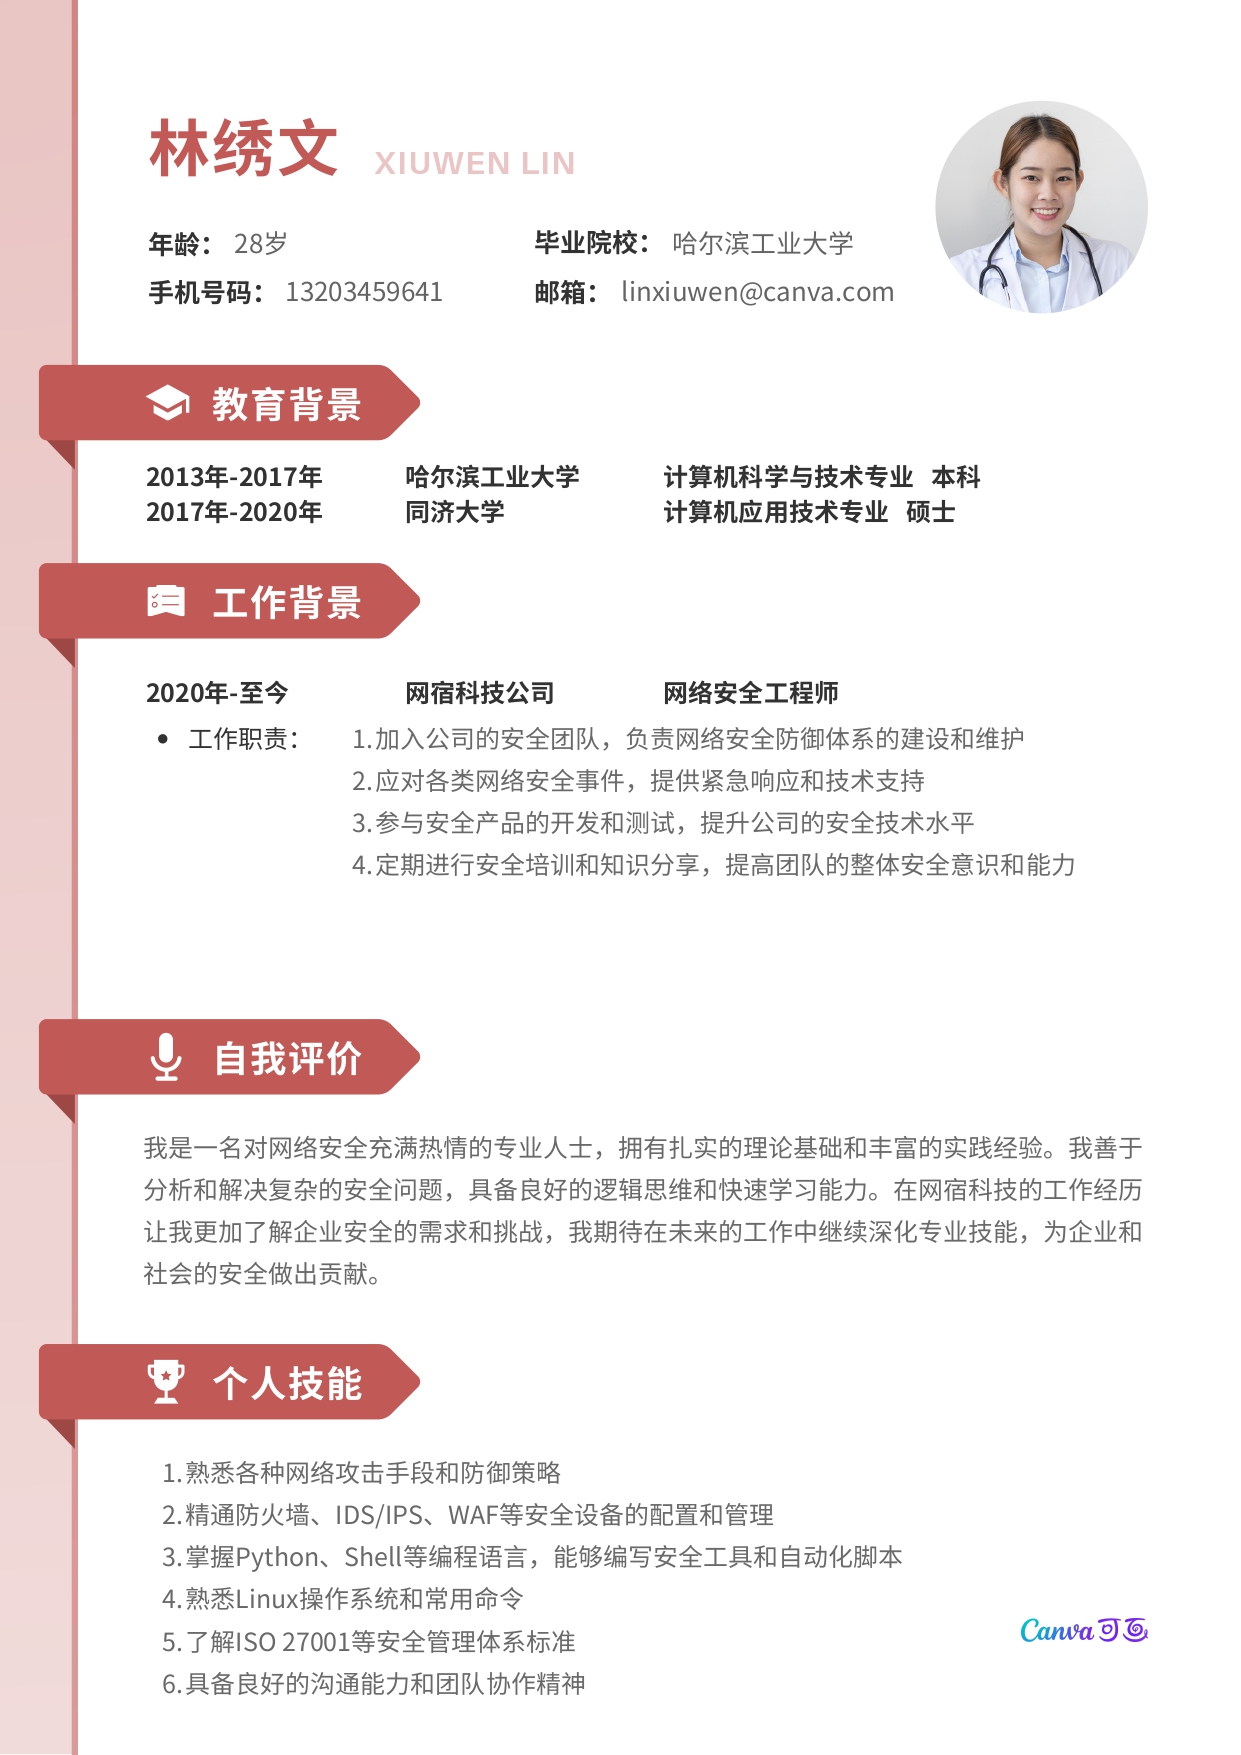 林绣文 XIUWEN LIN
年龄： 28岁 毕业院校： 哈尔滨工业大学
手机号码： 13203459641 邮箱： linxiuwen@canva.com
教育背景
2013年-2017年 哈尔滨工业大学 计算机科学与技术专业 本科
2017年-2020年 同济大学 计算机应用技术专业 硕士
工作背景
2020年-至今 网宿科技公司 网络安全工程师
• 工作职责： 1.加入公司的安全团队，负责网络安全防御体系的建设和维护
2.应对各类网络安全事件，提供紧急响应和技术支持
3.参与安全产品的开发和测试，提升公司的安全技术水平
4.定期进行安全培训和知识分享，提高团队的整体安全意识和能力
自我评价
我是一名对网络安全充满热情的专业人士，拥有扎实的理论基础和丰富的实践经验。我善于
分析和解决复杂的安全问题，具备良好的逻辑思维和快速学习能力。在网宿科技的工作经历
让我更加了解企业安全的需求和挑战，我期待在未来的工作中继续深化专业技能，为企业和
社会的安全做出贡献。
个人技能
1.熟悉各种网络攻击手段和防御策略
2.精通防火墙、IDS/IPS、WAF等安全设备的配置和管理
3.掌握Python、Shell等编程语言，能够编写安全工具和自动化脚本
4.熟悉Linux操作系统和常用命令
5.了解ISO 27001等安全管理体系标准
6.具备良好的沟通能力和团队协作精神
Canva可画